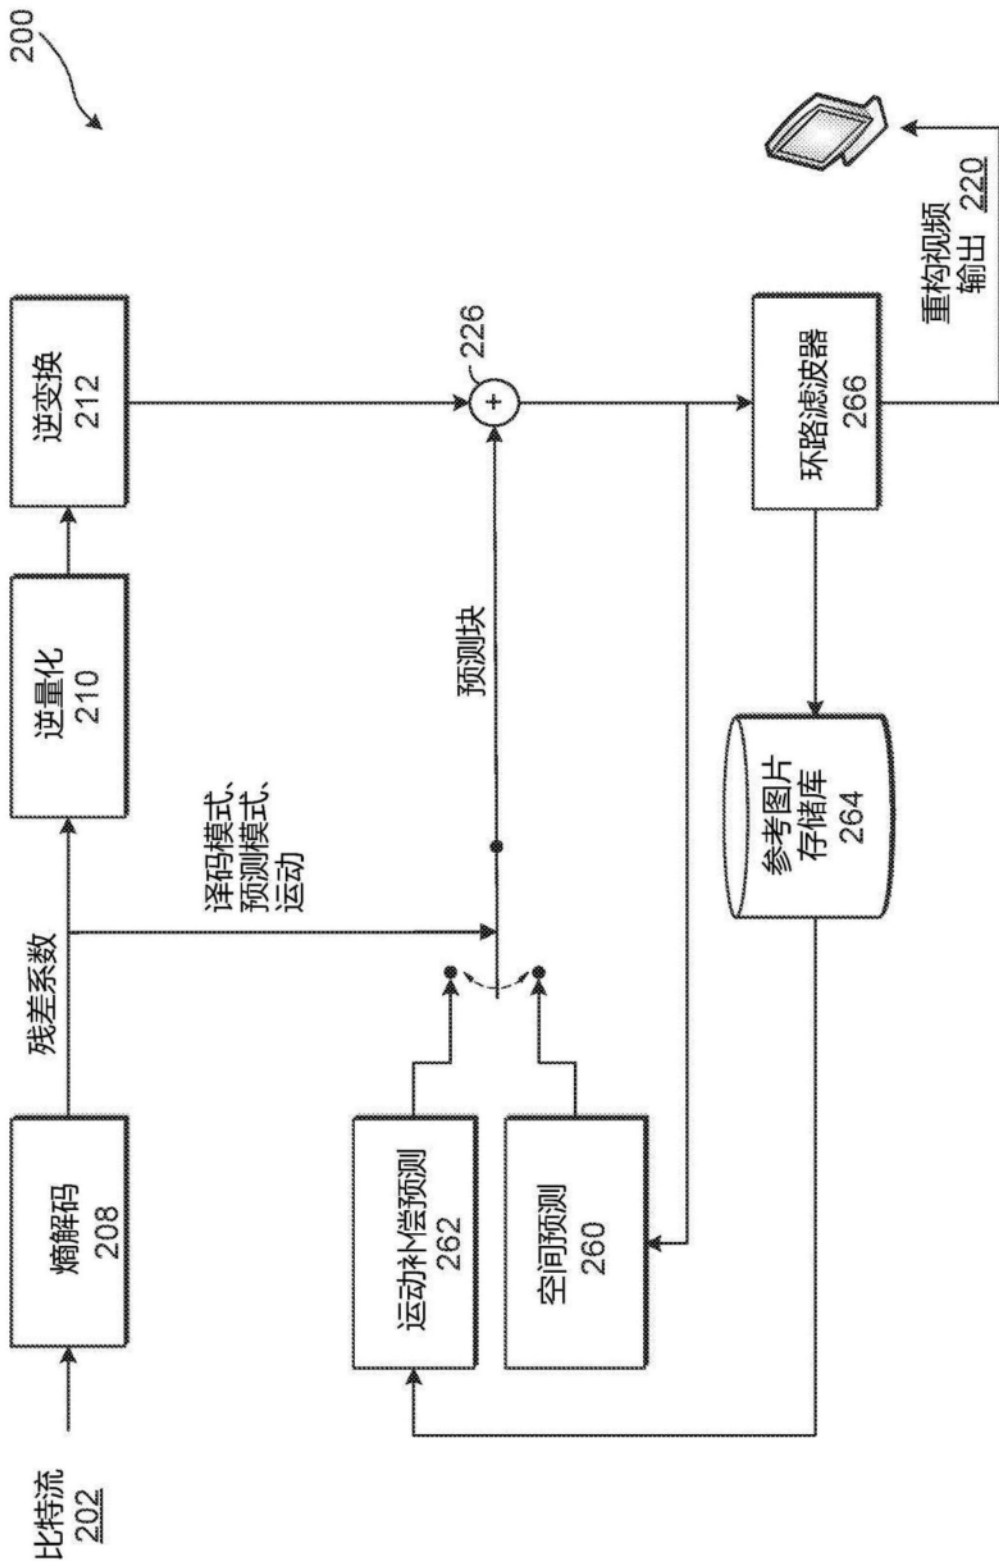 200
比特流
202
熵解码
208
残差系数
逆量化
210
逆变换
212
译码模式、
预测模式、
运动
运动补偿预测
262
空间预测
260
预测块
226
+
参考图片
存储库
264
环路滤波器
266
重构视频
输出 220